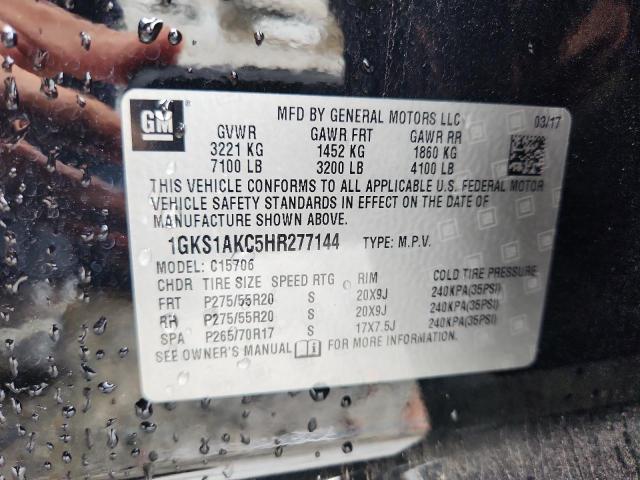 GM
MFD BY GENERAL MOTORS LLC 03/17
GVWR GAWR FRT GAWR RR
3221 KG 1452 KG 1860 KG
7100 LB 3200 LB 4100 LB
THIS VEHICLE CONFORMS TO ALL APPLICABLE U.S. FEDERAL MOTOR
VEHICLE SAFETY STANDARDS IN EFFECT ON THE DATE OF
MANUFACTURE SHOWN ABOVE.
1GKS1AKC5HR277144 TYPE: M.P.V.
MODEL: C15706
CHDR TIRE SIZE SPEED RTG RIM COLD TIRE PRESSURE
FRT P275/55R20 S 20X9J 240KPA(35PSI)
RR P275/55R20 S 20X9J 240KPA(35PSI)
SPA P265/70R17 S 17X7.5J 240KPA(35PSI)
SEE OWNER'S MANUAL FOR MORE INFORMATION.